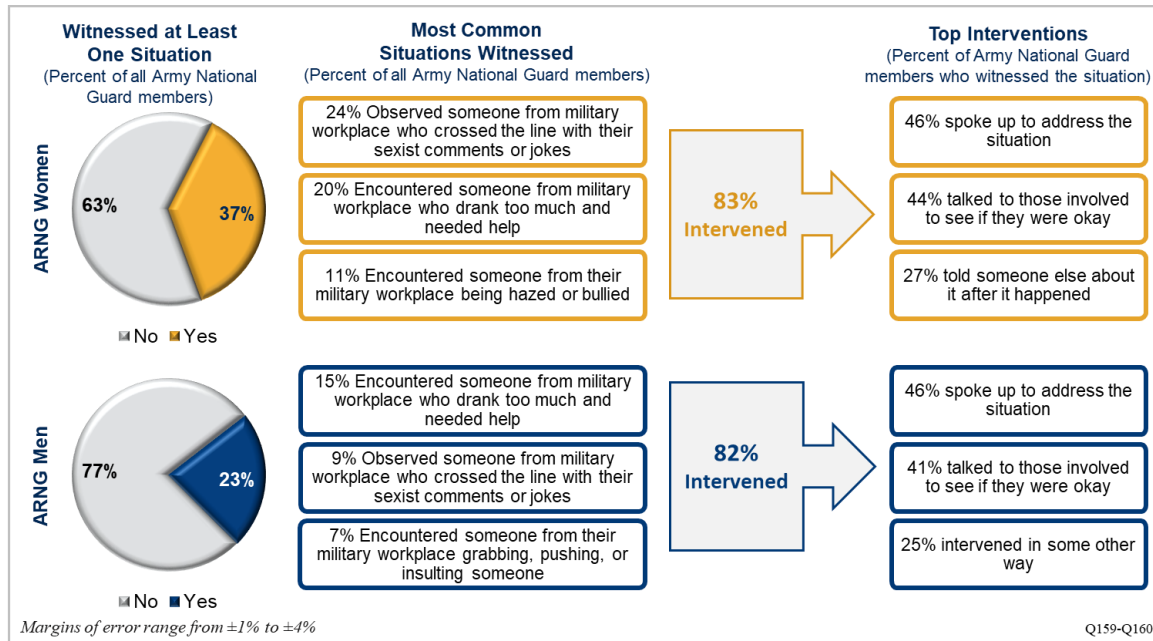 Witnessed at Least
One Situation
(Percent of all Army National
Guard members)
Most Common
Situations Witnessed
(Percent of all Army National Guard members)
Top Interventions
(Percent of Army National Guard
members who witnessed the situation)
ARNG Women
63%
37%
No Yes
24% Observed someone from military
workplace who crossed the line with their
sexist comments or jokes
20% Encountered someone from military
workplace who drank too much and
needed help
11% Encountered someone from their
military workplace being hazed or bullied
83%
Intervened
46% spoke up to address the
situation
44% talked to those involved
to see if they were okay
27% told someone else about
it after it happened
ARNG Men
77%
23%
No Yes
15% Encountered someone from military
workplace who drank too much and
needed help
9% Observed someone from military
workplace who crossed the line with their
sexist comments or jokes
7% Encountered someone from their
military workplace grabbing, pushing, or
insulting someone
82%
Intervened
46% spoke up to address the
situation
41% talked to those involved
to see if they were okay
25% intervened in some other
way
Margins of error range from ±1% to ±4%
Q159-Q160